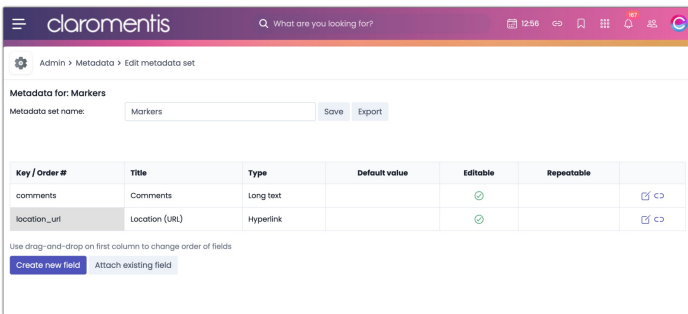 claromentis
What are you looking for?
12:56
167
Admin > Metadata > Edit metadata set
Metadata for: Markers
Metadata set name: Markers Save Export
Key / Order # Title Type Default value Editable Repeatable
comments Comments Long text
location_url Location (URL) Hyperlink
Use drag-and-drop on first column to change order of fields
Create new field Attach existing field